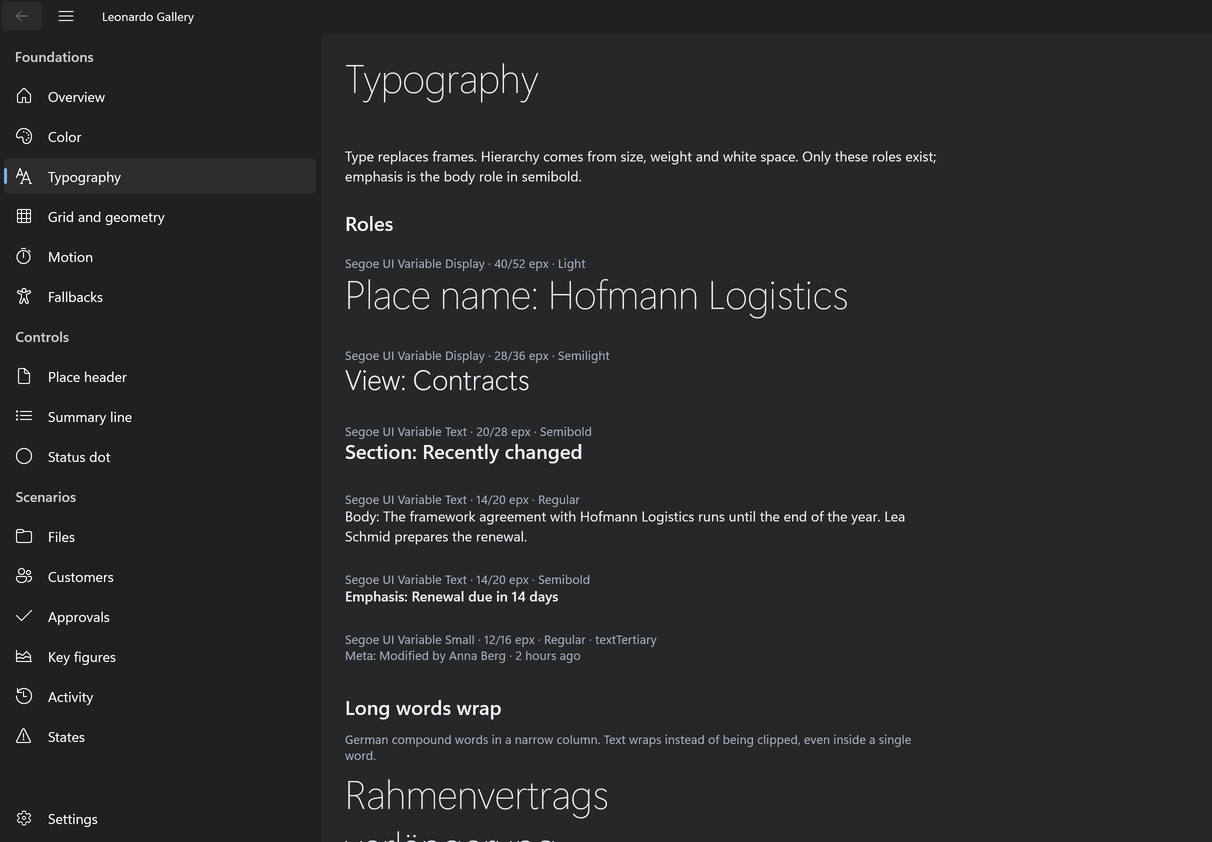 Leonardo Gallery
Foundations
Overview
Color
Typography
Grid and geometry
Motion
Fallbacks
Controls
Place header
Summary line
Status dot
Scenarios
Files
Customers
Approvals
Key figures
Activity
States
Settings
Typography
Type replaces frames. Hierarchy comes from size, weight and white space. Only these roles exist;
emphasis is the body role in semibold.
Roles
Segoe UI Variable Display · 40/52 epx · Light
Place name: Hofmann Logistics
Segoe UI Variable Display · 28/36 epx · Semilight
View: Contracts
Segoe UI Variable Text · 20/28 epx · Semibold
Section: Recently changed
Segoe UI Variable Text · 14/20 epx · Regular
Body: The framework agreement with Hofmann Logistics runs until the end of the year. Lea
Schmid prepares the renewal.
Segoe UI Variable Text · 14/20 epx · Semibold
Emphasis: Renewal due in 14 days
Segoe UI Variable Small · 12/16 epx · Regular · textTertiary
Meta: Modified by Anna Berg · 2 hours ago
Long words wrap
German compound words in a narrow column. Text wraps instead of being clipped, even inside a single
word.
Rahmenvertrags